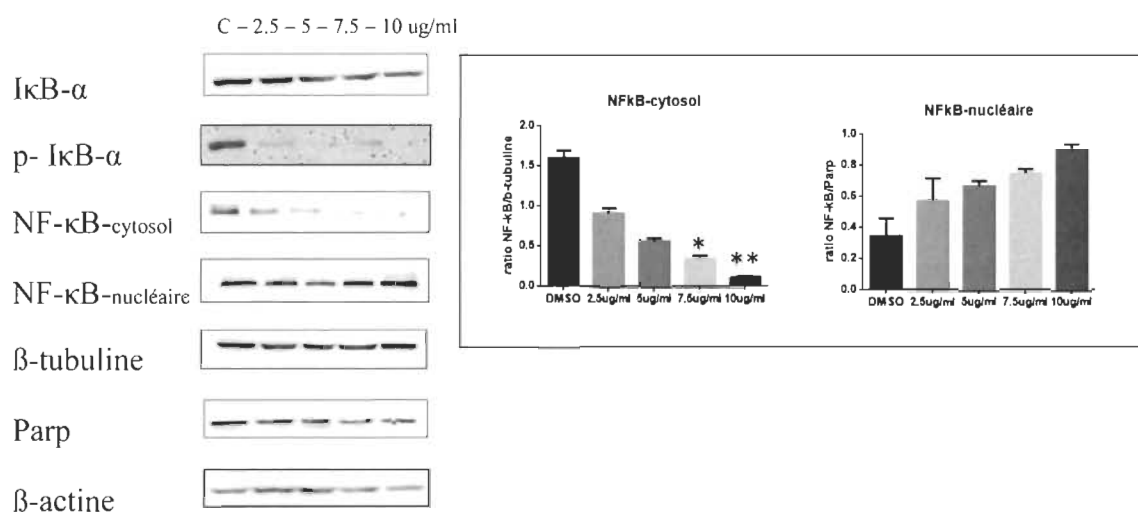 C – 2.5 – 5 – 7.5 – 10 ug/ml
IκB-α
p- IκB-α
NF-κB-cytosol
NF-κB-nucléaire
ß-tubuline
Parp
ß-actine
NFkB-cytosol
ratio NF-kB/b-tubuline
2.0
1.5
1.0
0.5
0.0
* **
DMSO 2.5ug/ml 5ug/ml 7.5ug/ml 10ug/ml
NFkB-nucléaire
ratio NF-kB/Parp
1.0
0.8
0.6
0.4
0.2
0.0
DMSO 2.5ug/ml 5ug/ml 7.5ug/ml 10ug/ml